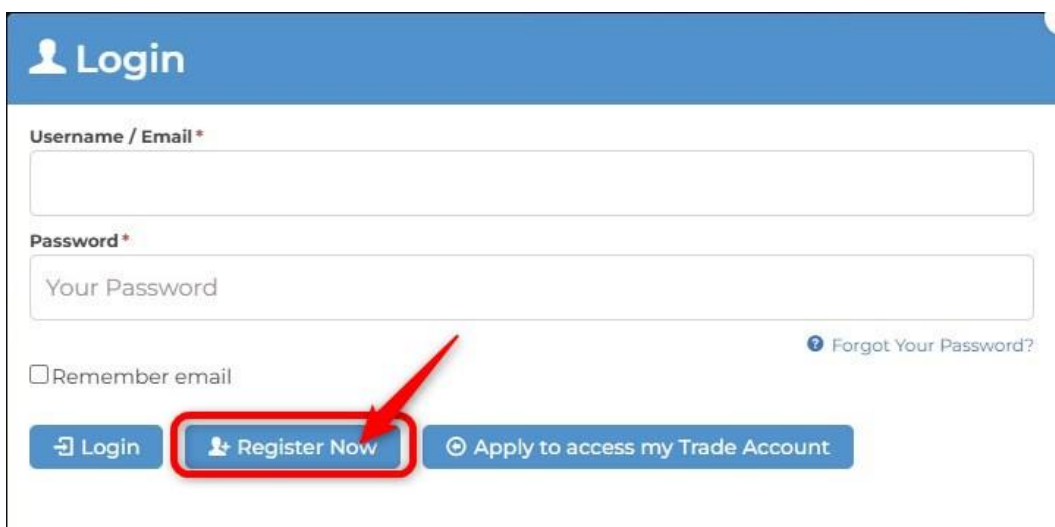 Login
Username / Email *
Password *
Your Password
Forgot Your Password?
Remember email
Login
Register Now
Apply to access my Trade Account